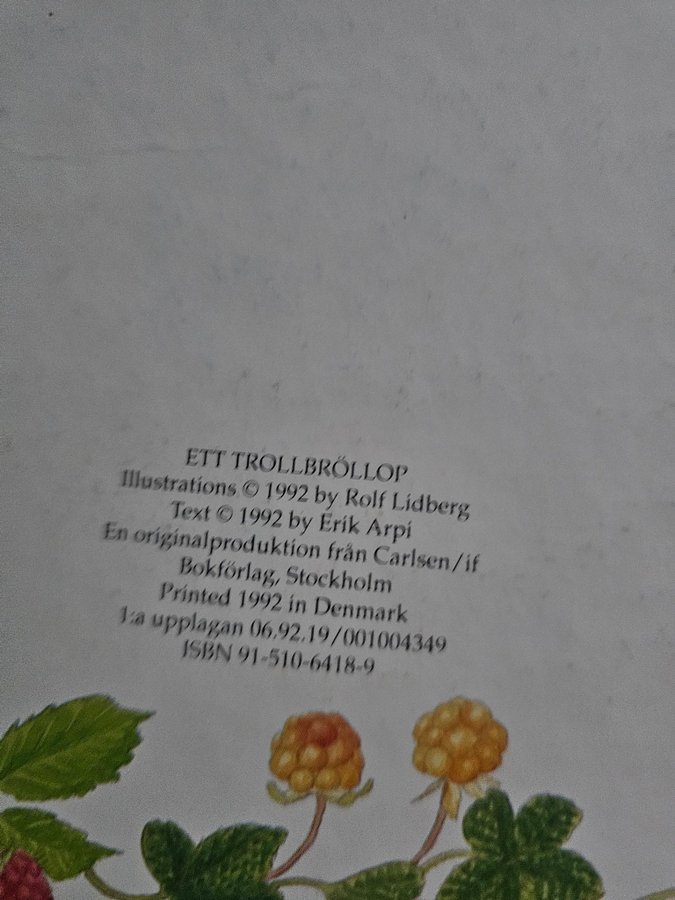 ETT TROLLBRÖLLOP
Illustrations © 1992 by Rolf Lidberg
Text © 1992 by Erik Arpi
En originalproduktion från Carlsen/if
Bokförlag, Stockholm
Printed 1992 in Denmark
1:a upplagan 06.92.19/001004349
ISBN 91-510-6418-9